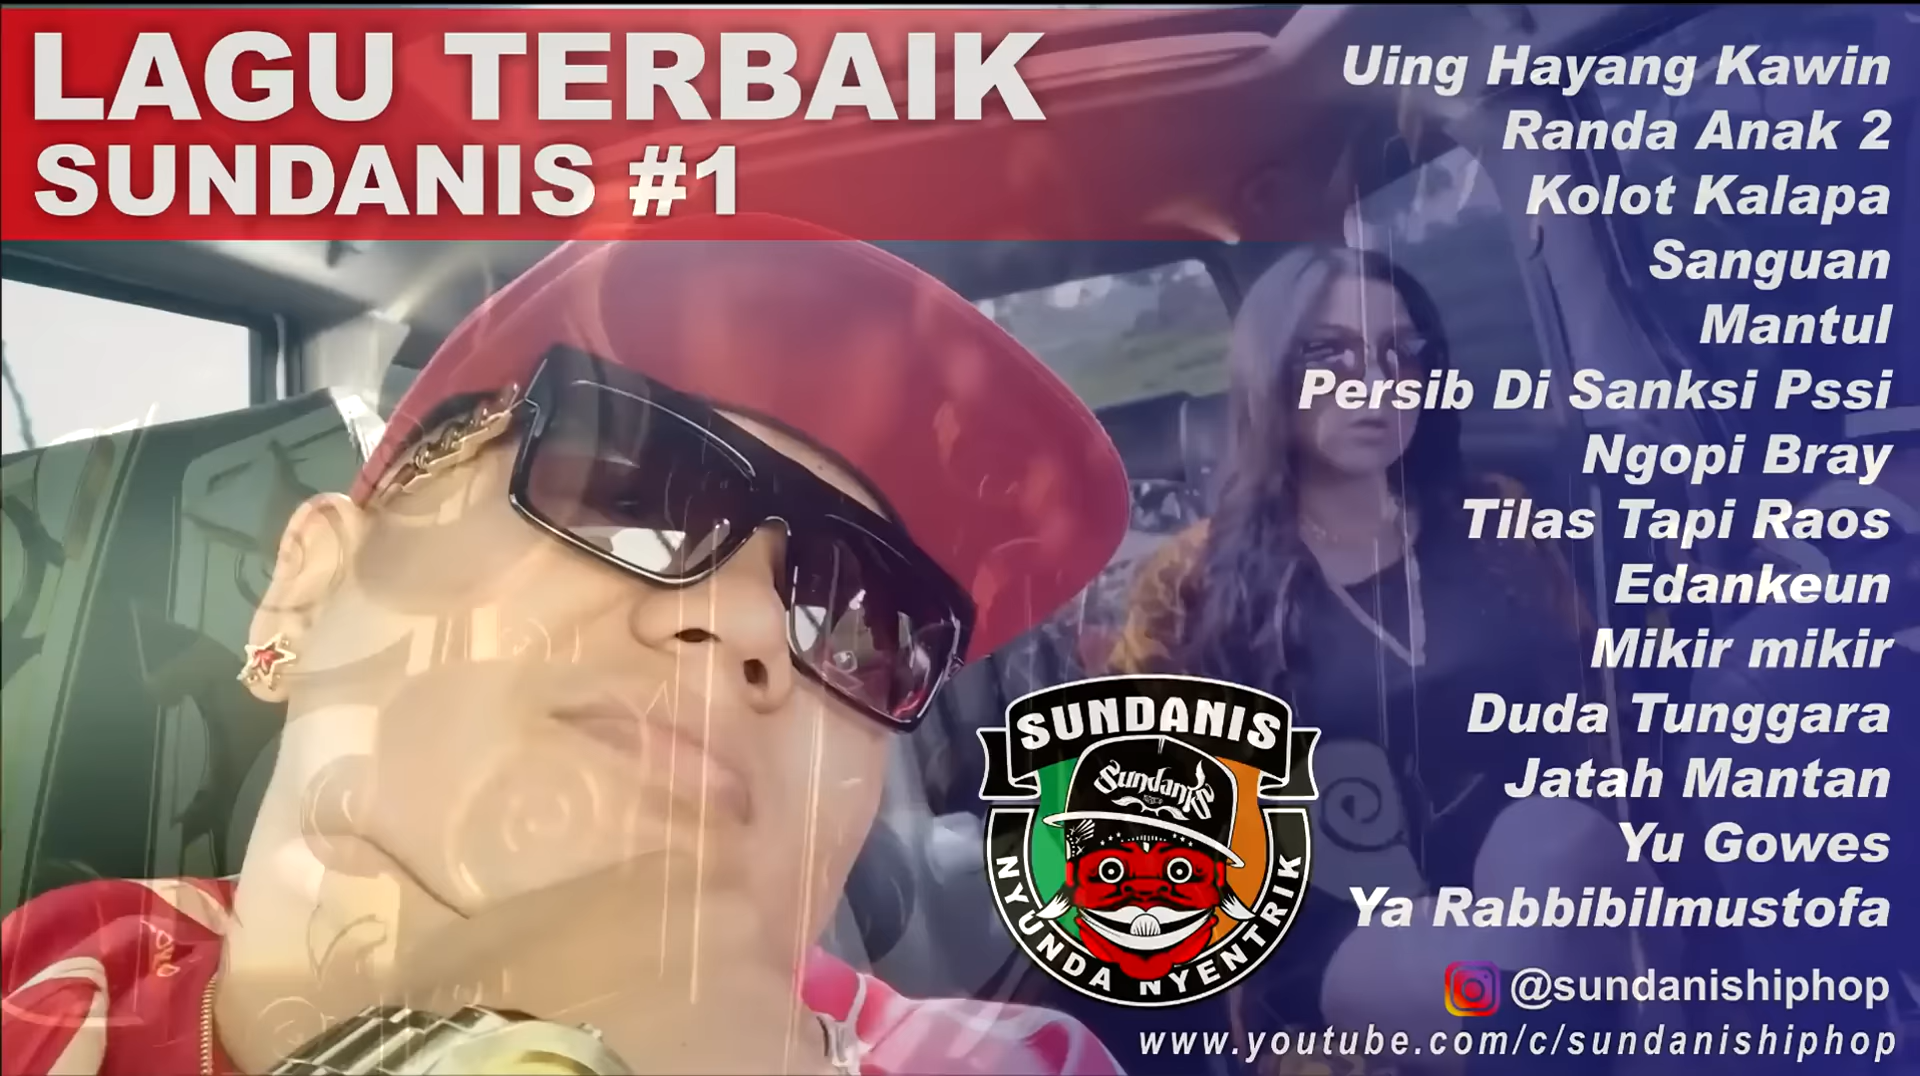 LAGU TERBAIK
SUNDANIS #1
Uing Hayang Kawin
Randa Anak 2
Kolot Kalapa
Sanguan
Mantul
Persib Di Sanksi Pssi
Ngopi Bray
Tilas Tapi Raos
Edankeun
Mikir mikir
Duda Tunggara
Jatah Mantan
Yu Gowes
Ya Rabbibilmustofa
SUNDANIS
Sundanis
NYUNDA NYENTRIK
@sundanishiphop
www.youtube.com/c/sundanishiphop